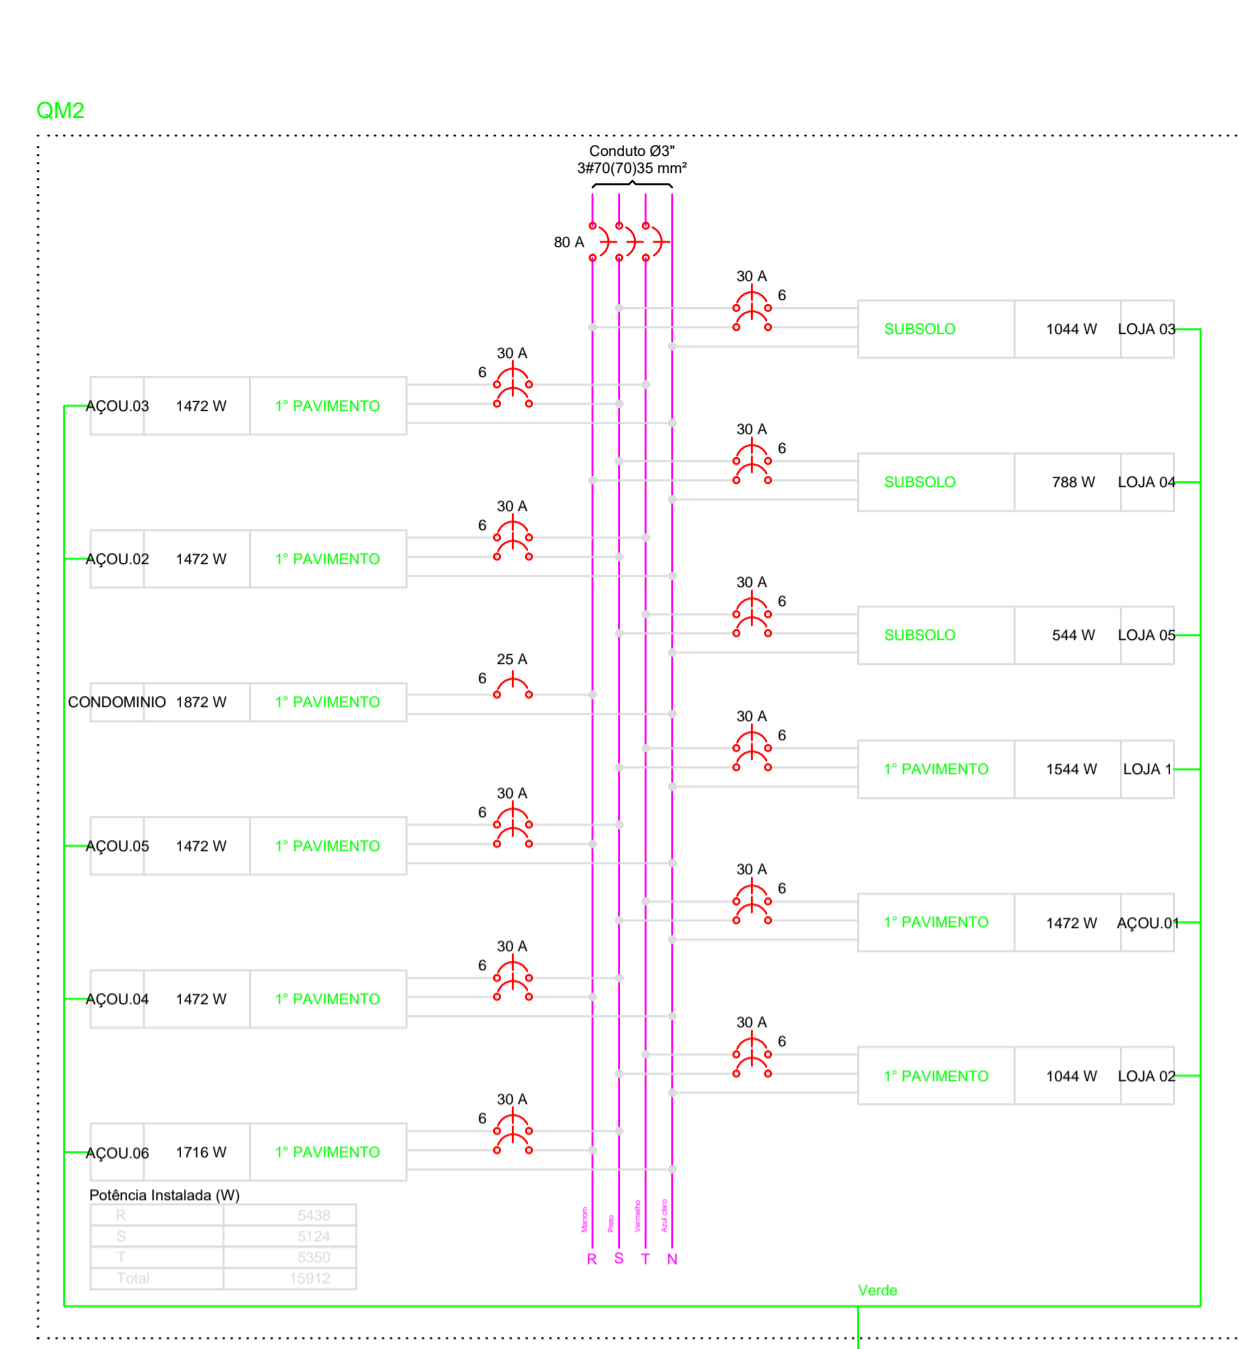 QM2
Conduto Ø3"
3#70(70)35 mm²
80 A
30 A
6
SUBSOLO 1044 W LOJA 03
30 A
6
AÇOU.03 1472 W 1° PAVIMENTO
30 A
6
SUBSOLO 788 W LOJA 04
30 A
6
AÇOU.02 1472 W 1° PAVIMENTO
30 A
6
SUBSOLO 544 W LOJA 05
25 A
6
CONDOMINIO 1872 W 1° PAVIMENTO
30 A
6
1° PAVIMENTO 1544 W LOJA 1
30 A
6
AÇOU.05 1472 W 1° PAVIMENTO
30 A
6
1° PAVIMENTO 1472 W AÇOU.01
30 A
6
AÇOU.04 1472 W 1° PAVIMENTO
30 A
6
1° PAVIMENTO 1044 W LOJA 02
30 A
6
AÇOU.06 1716 W 1° PAVIMENTO
Potência Instalada (W)
R 5438
S 5124
T 5350
Total 15912
Marrom
Preto
Vermelho
Azul claro
R S T N
Verde